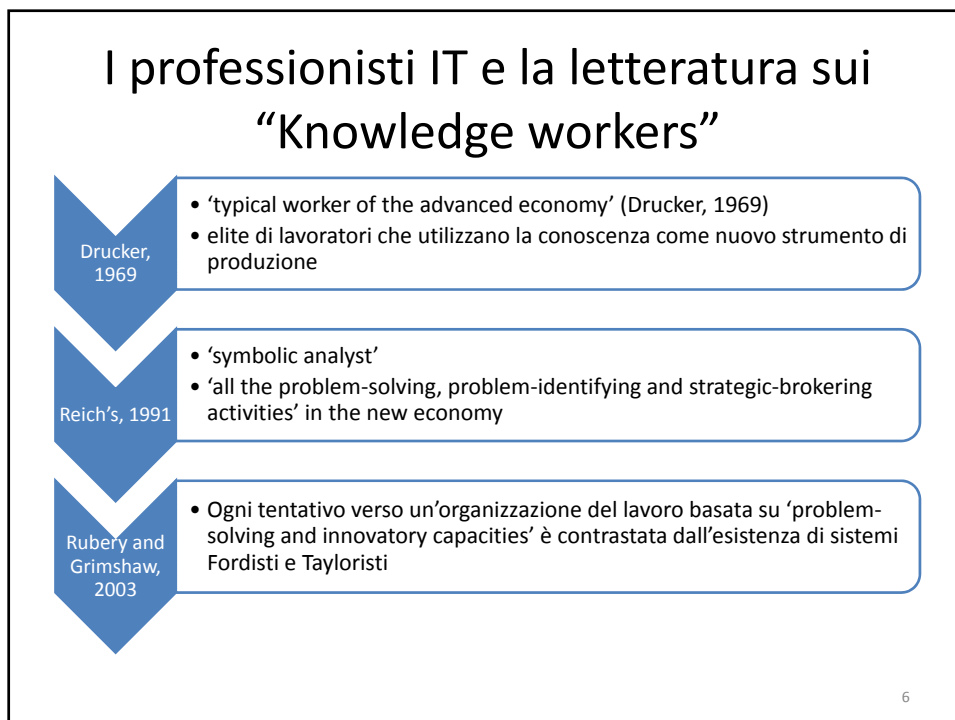 I professionisti IT e la letteratura sui
“Knowledge workers”
Drucker,
1969
• ‘typical worker of the advanced economy’ (Drucker, 1969)
• elite di lavoratori che utilizzano la conoscenza come nuovo strumento di
produzione
Reich’s, 1991
• ‘symbolic analyst’
• ‘all the problem-solving, problem-identifying and strategic-brokering
activities’ in the new economy
Rubery and
Grimshaw,
2003
• Ogni tentativo verso un’organizzazione del lavoro basata su ‘problem-
solving and innovatory capacities’ è contrastata dall’esistenza di sistemi
Fordisti e Tayloristi
6